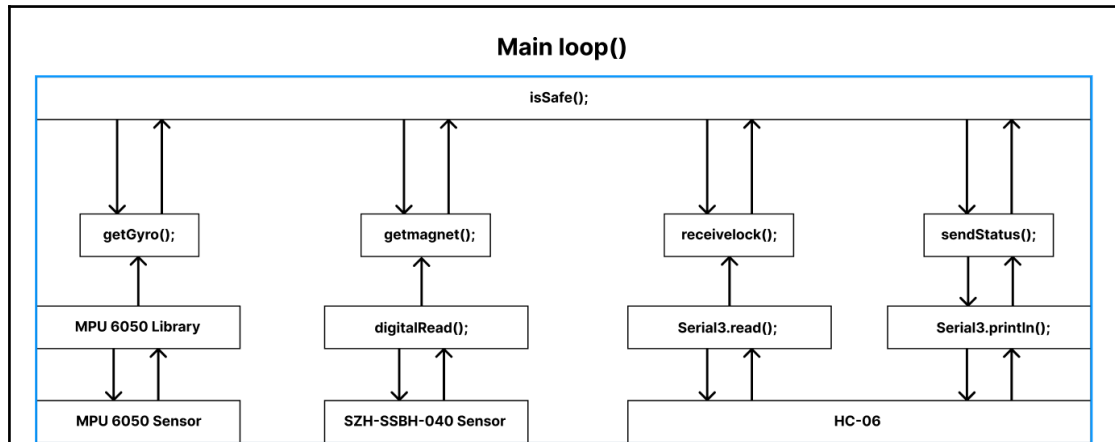 Main loop()
isSafe();
getGyro();
getmagnet();
receivelock();
sendStatus();
MPU 6050 Library
digitalRead();
Serial3.read();
Serial3.println();
MPU 6050 Sensor
SZH-SSBH-040 Sensor
HC-06